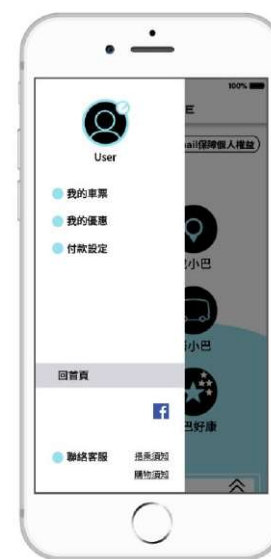 100%
E
mail保障個人權益)
User
我的車票
我的優惠
付款設定
小巴
小巴
巴好康
回首頁
f
聯絡客服
搭乘須知
購物須知